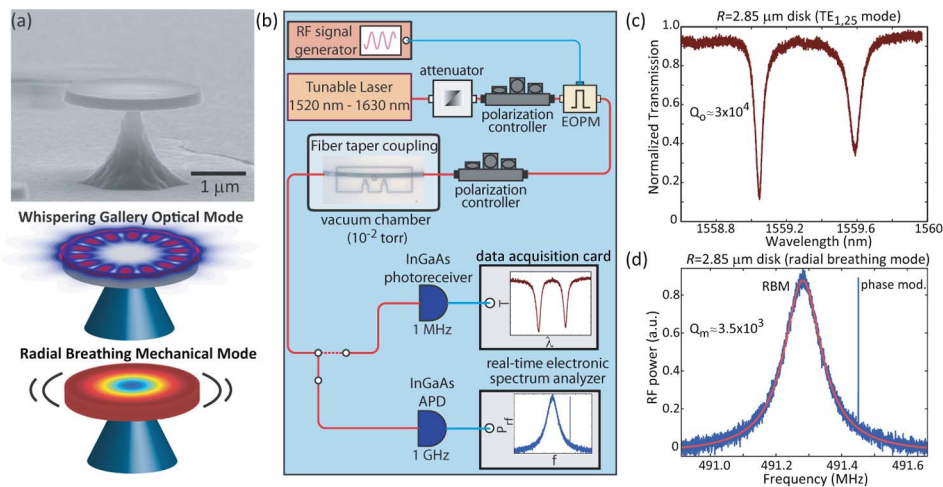 (a)
1 µm
Whispering Gallery Optical Mode
Radial Breathing Mechanical Mode
(b)
RF signal
generator
Tunable Laser
1520 nm - 1630 nm
attenuator
polarization
controller
EOPM
Fiber taper coupling
vacuum chamber
(10⁻² torr)
polarization
controller
InGaAs
photoreceiver
1 MHz
data acquisition card
T
λ
InGaAs
APD
1 GHz
real-time electronic
spectrum analyzer
P_rf
f
(c)
R=2.85 µm disk (TE₁,₂₅ mode)
Normalized Transmission
1.0
0.8
0.6
0.4
0.2
0
Qₒ≈3x10⁴
1558.8
1559.2
1559.6
1560
Wavelength (nm)
(d)
R=2.85 µm disk (radial breathing mode)
RF power (a.u.)
0.8
0.4
0.2
0
RBM
phase mod.
Qₘ≈3.5x10³
491.0
491.2
491.4
491.6
Frequency (MHz)